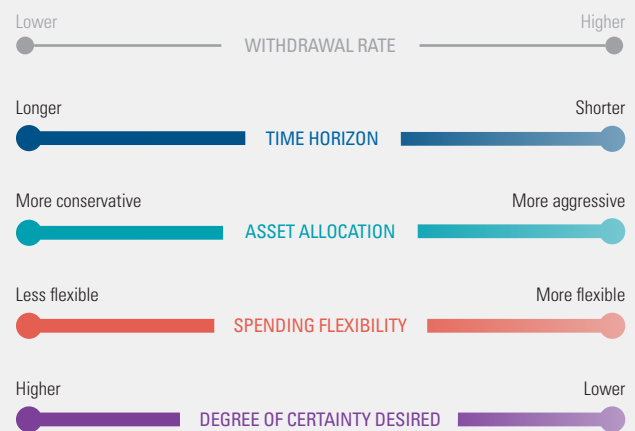 Lower Higher
WITHDRAWAL RATE
Longer Shorter
TIME HORIZON
More conservative More aggressive
ASSET ALLOCATION
Less flexible More flexible
SPENDING FLEXIBILITY
Higher Lower
DEGREE OF CERTAINTY DESIRED